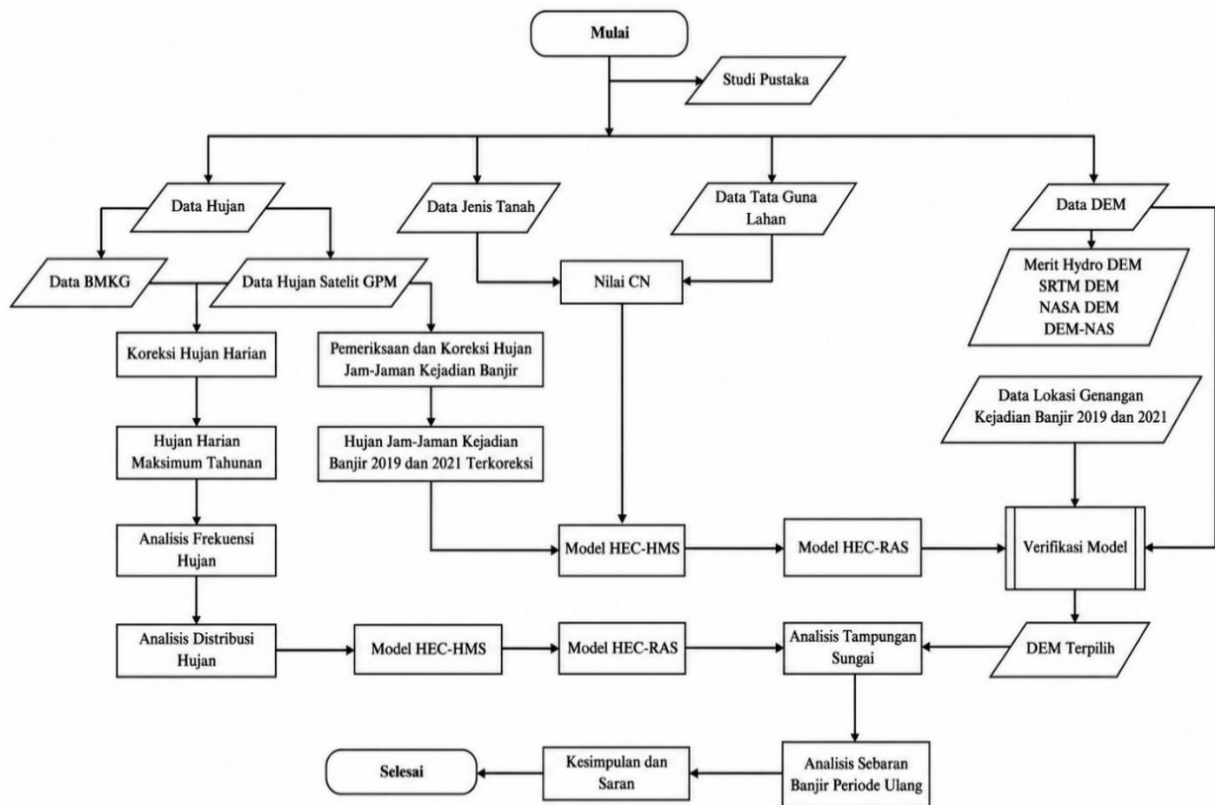 Mulai
Studi Pustaka
Data Hujan
Data Jenis Tanah
Data Tata Guna
Lahan
Data DEM
Data BMKG
Data Hujan Satelit GPM
Nilai CN
Merit Hydro DEM
SRTM DEM
NASA DEM
DEM-NAS
Koreksi Hujan Harian
Pemeriksaan dan Koreksi Hujan
Jam-Jaman Kejadian Banjir
Data Lokasi Genangan
Kejadian Banjir 2019 dan 2021
Hujan Harian
Maksimum Tahunan
Hujan Jam-Jaman Kejadian
Banjir 2019 dan 2021 Terkoreksi
Analisis Frekuensi
Hujan
Model HEC-HMS
Model HEC-RAS
Verifikasi Model
Analisis Distribusi
Hujan
Model HEC-HMS
Model HEC-RAS
Analisis Tampungan
Sungai
DEM Terpilih
Selesai
Kesimpulan dan
Saran
Analisis Sebaran
Banjir Periode Ulang